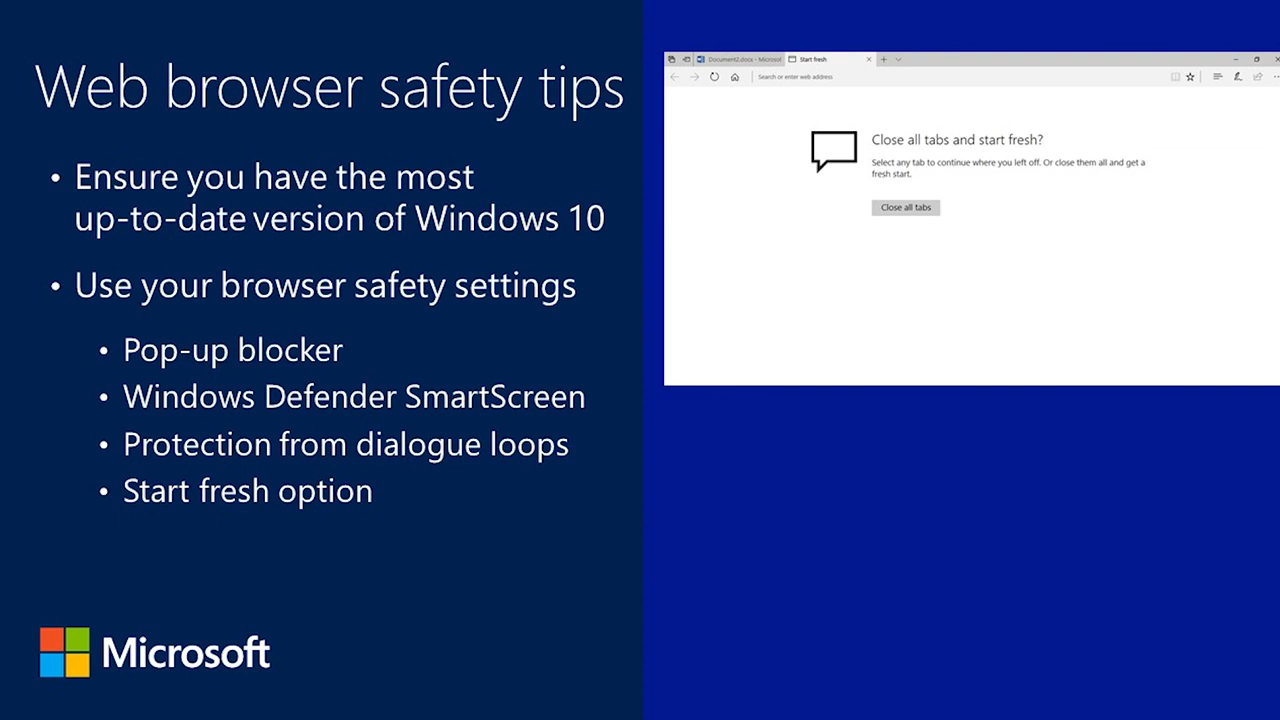 Web browser safety tips
• Ensure you have the most
up-to-date version of Windows 10
• Use your browser safety settings
• Pop-up blocker
• Windows Defender SmartScreen
• Protection from dialogue loops
• Start fresh option
Microsoft
Document2.docx - Microsof
Start fresh
Search or enter web address
Close all tabs and start fresh?
Select any tab to continue where you left off. Or close them all and get a
fresh start.
Close all tabs